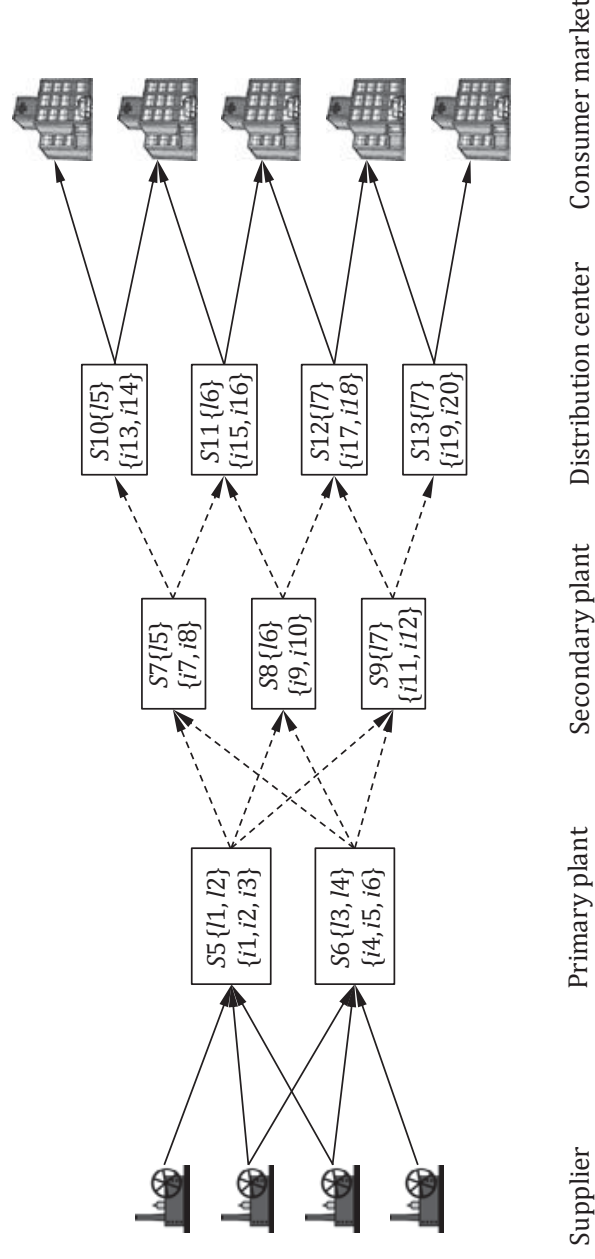 S5{l1, l2}
{i1, i2, i3}
S6{l3, l4}
{i4, i5, i6}
S7{l5}
{i7, i8}
S8{l6}
{i9, i10}
S9{l7}
{i11, i12}
S10{l5}
{i13, i14}
S11{l6}
{i15, i16}
S12{l7}
{i17, i18}
S13{l7}
{i19, i20}
Supplier
Primary plant
Secondary plant
Distribution center
Consumer market